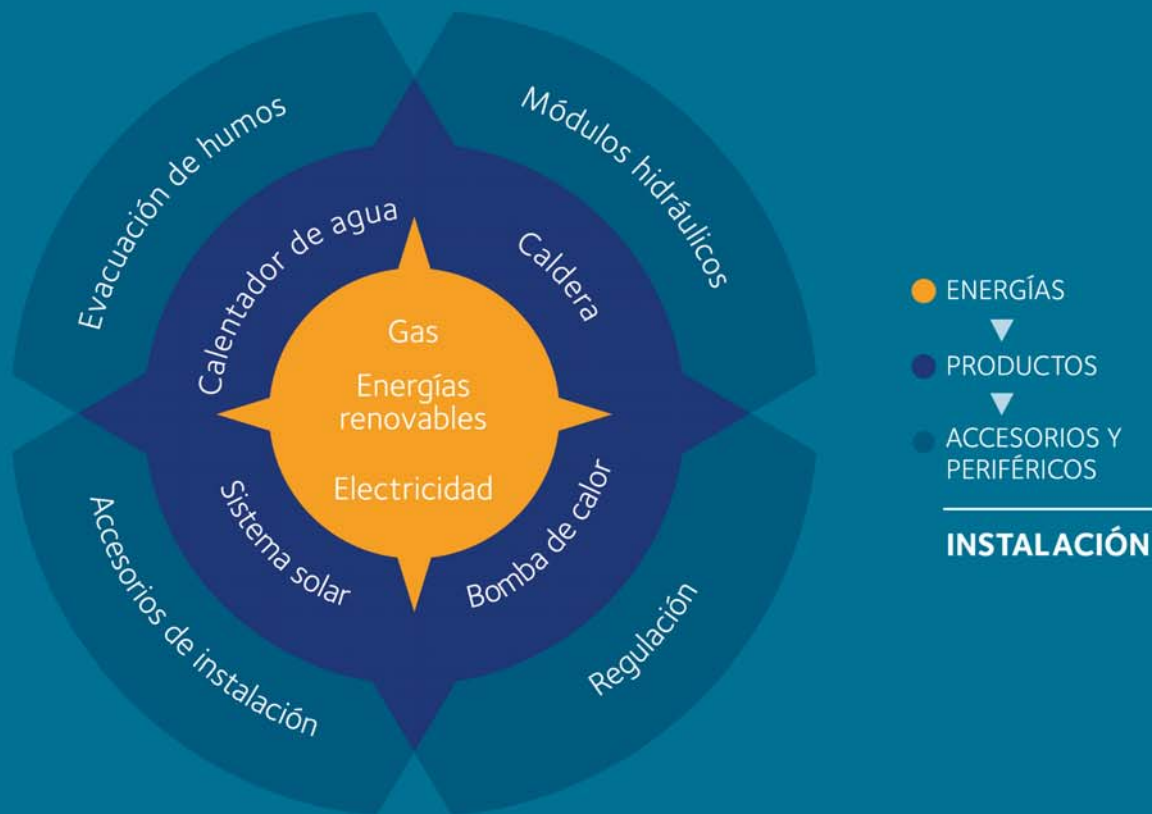 Evacuación de humos
Módulos hidráulicos
Calentador de agua
Caldera
Gas
Energías
renovables
Electricidad
Sistema solar
Bomba de calor
Accesorios de instalación
Regulación
ENERGÍAS
PRODUCTOS
ACCESORIOS Y
PERIFÉRICOS
INSTALACIÓN